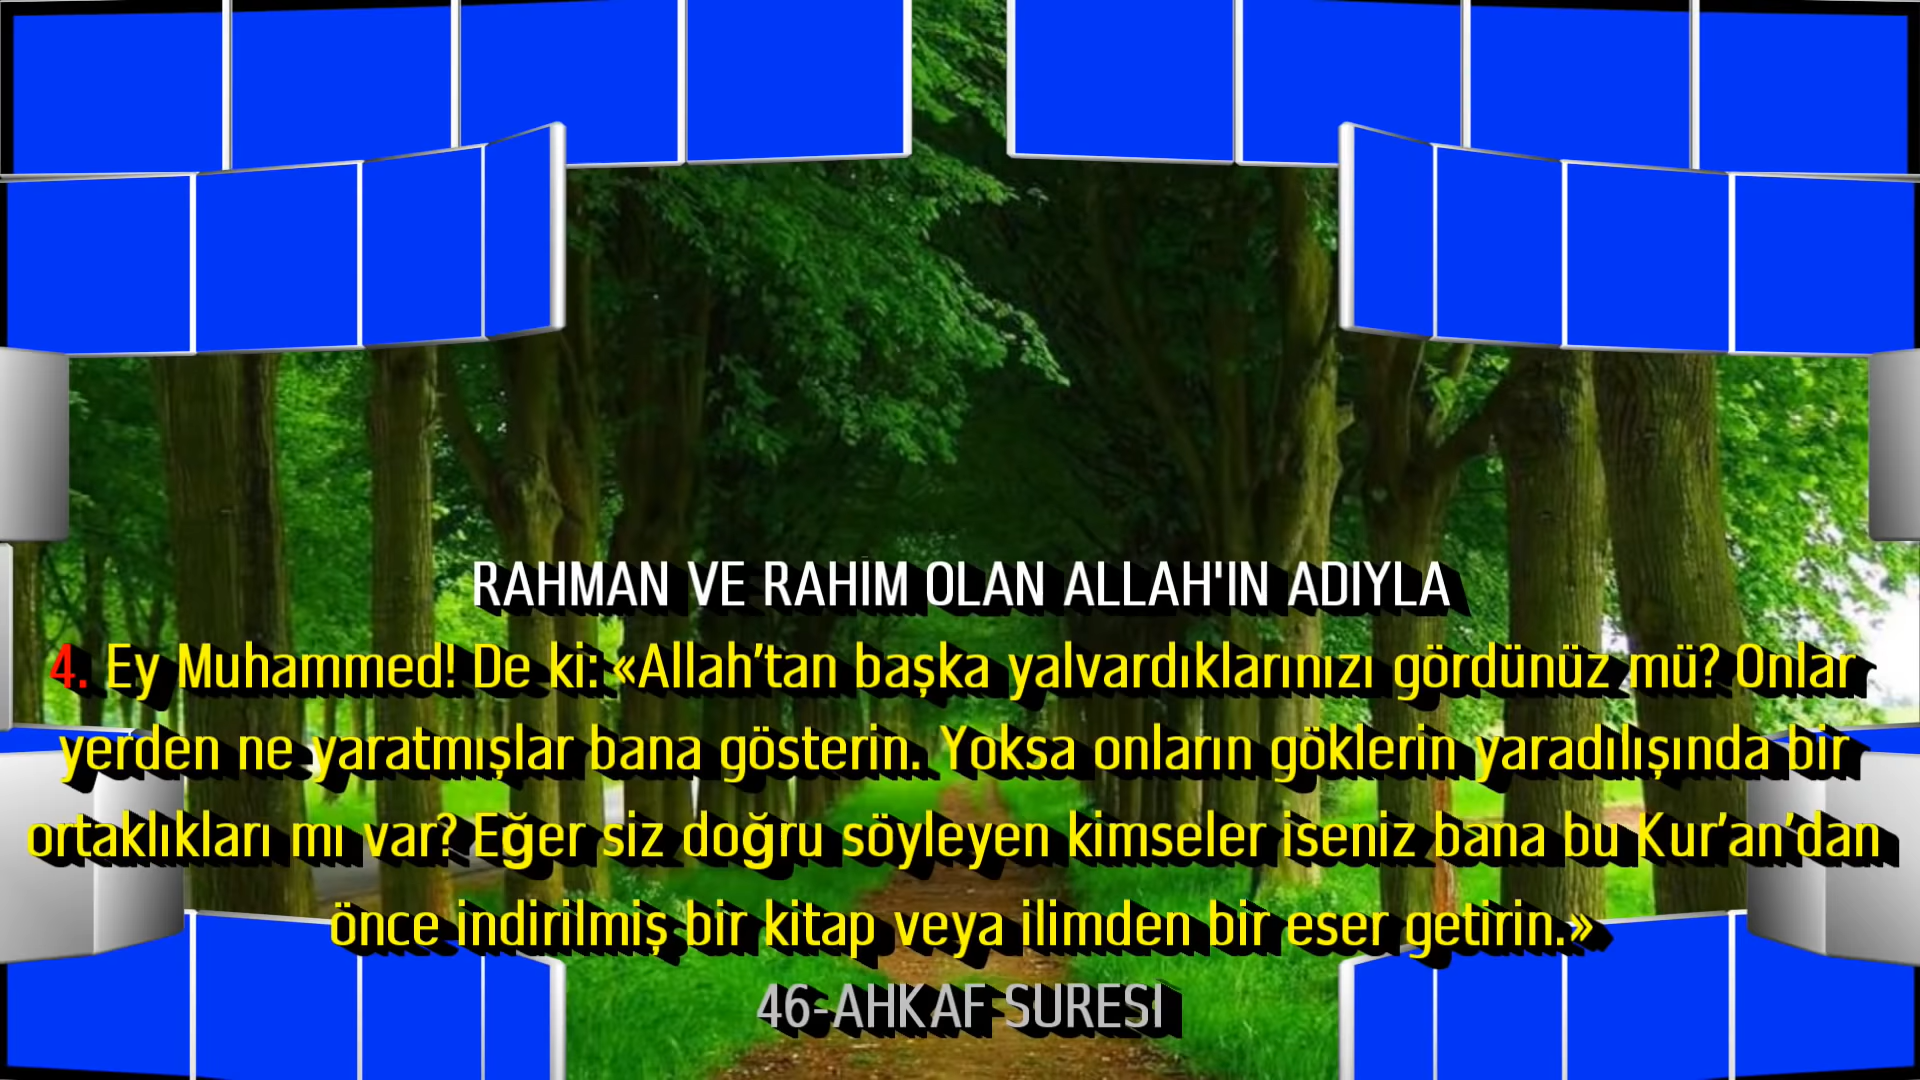 RAHMAN VE RAHİM OLAN ALLAH'IN ADIYLA
4. Ey Muhammed! De ki: «Allah’tan başka yalvardıklarınızı gördünüz mü? Onlar
yerden ne yaratmışlar bana gösterin. Yoksa onların göklerin yaradılışında bir
ortaklıkları mı var? Eğer siz doğru söyleyen kimseler iseniz bana bu Kur’an’dan
önce indirilmiş bir kitap veya ilimden bir eser getirin.»
46-AHKAF SURESİ